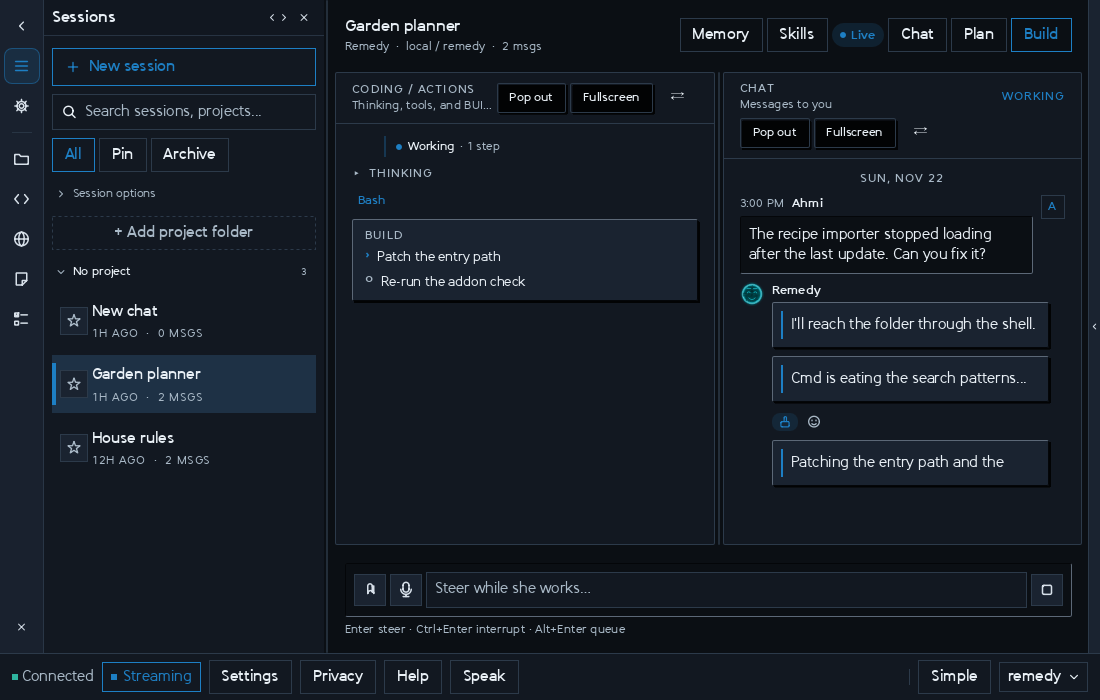 Sessions
New session
Search sessions, projects...
All
Pin
Archive
Session options
+ Add project folder
No project
3
New chat
1H AGO · 0 MSGS
Garden planner
1H AGO · 2 MSGS
House rules
12H AGO · 2 MSGS
Garden planner
Remedy · local / remedy · 2 msgs
Memory
Skills
Live
Chat
Plan
Build
CODING / ACTIONS
Thinking, tools, and BUI...
Pop out
Fullscreen
Working · 1 step
THINKING
Bash
BUILD
Patch the entry path
Re-run the addon check
CHAT
Messages to you
WORKING
Pop out
Fullscreen
SUN, NOV 22
3:00 PM Ahmi
A
The recipe importer stopped loading
after the last update. Can you fix it?
Remedy
I'll reach the folder through the shell.
Cmd is eating the search patterns...
Patching the entry path and the
Steer while she works...
Enter steer · Ctrl+Enter interrupt · Alt+Enter queue
Connected
Streaming
Settings
Privacy
Help
Speak
Simple
remedy